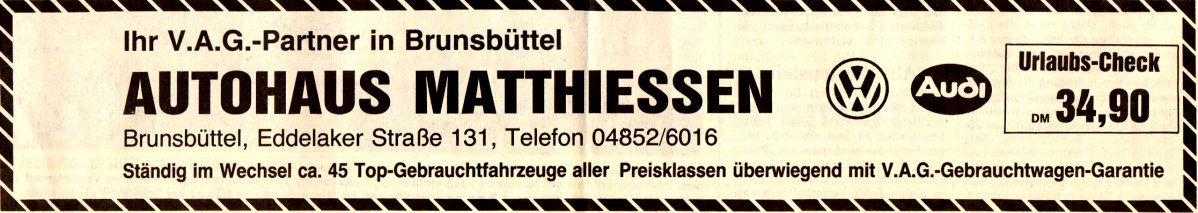 Ihr V.A.G.-Partner in Brunsbüttel
AUTOHAUS MATTHIESSEN
Brunsbüttel, Eddelaker Straße 131, Telefon 04852/6016
Ständig im Wechsel ca. 45 Top-Gebrauchtfahrzeuge aller Preisklassen überwiegend mit V.A.G.-Gebrauchtwagen-Garantie
VW
Audi
Urlaubs-Check
DM 34,90